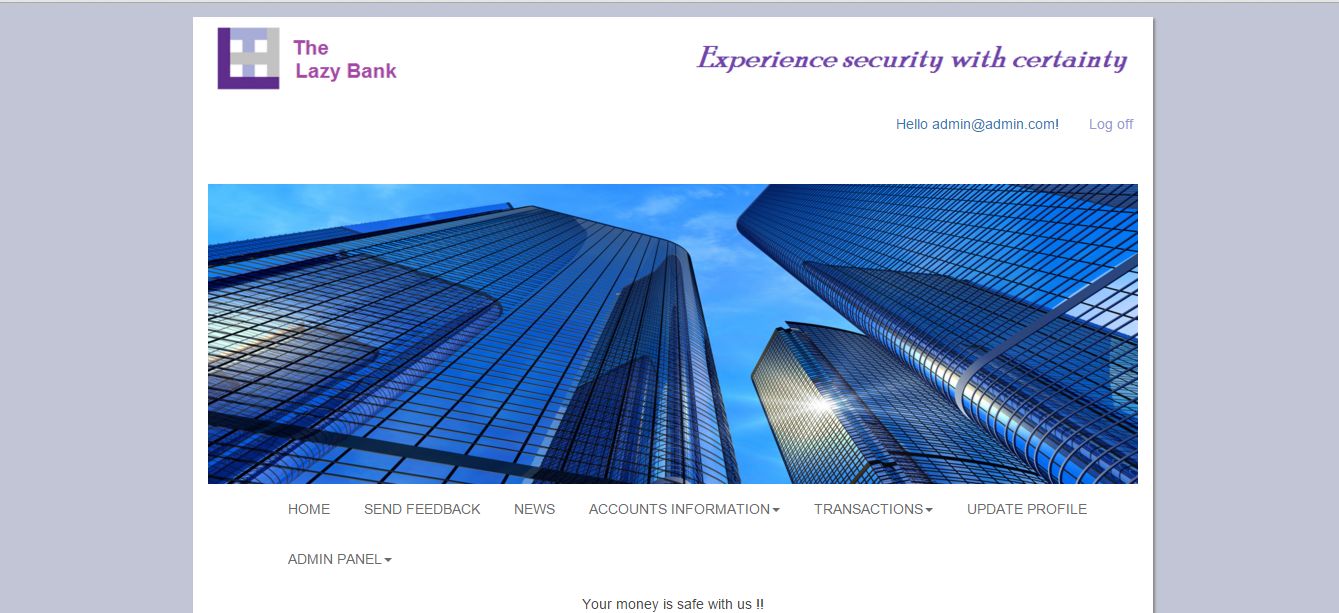 The
Lazy Bank
Experience security with certainty
Hello admin@admin.com! Log off
HOME SEND FEEDBACK NEWS ACCOUNTS INFORMATION TRANSACTIONS UPDATE PROFILE
ADMIN PANEL
Your money is safe with us !!